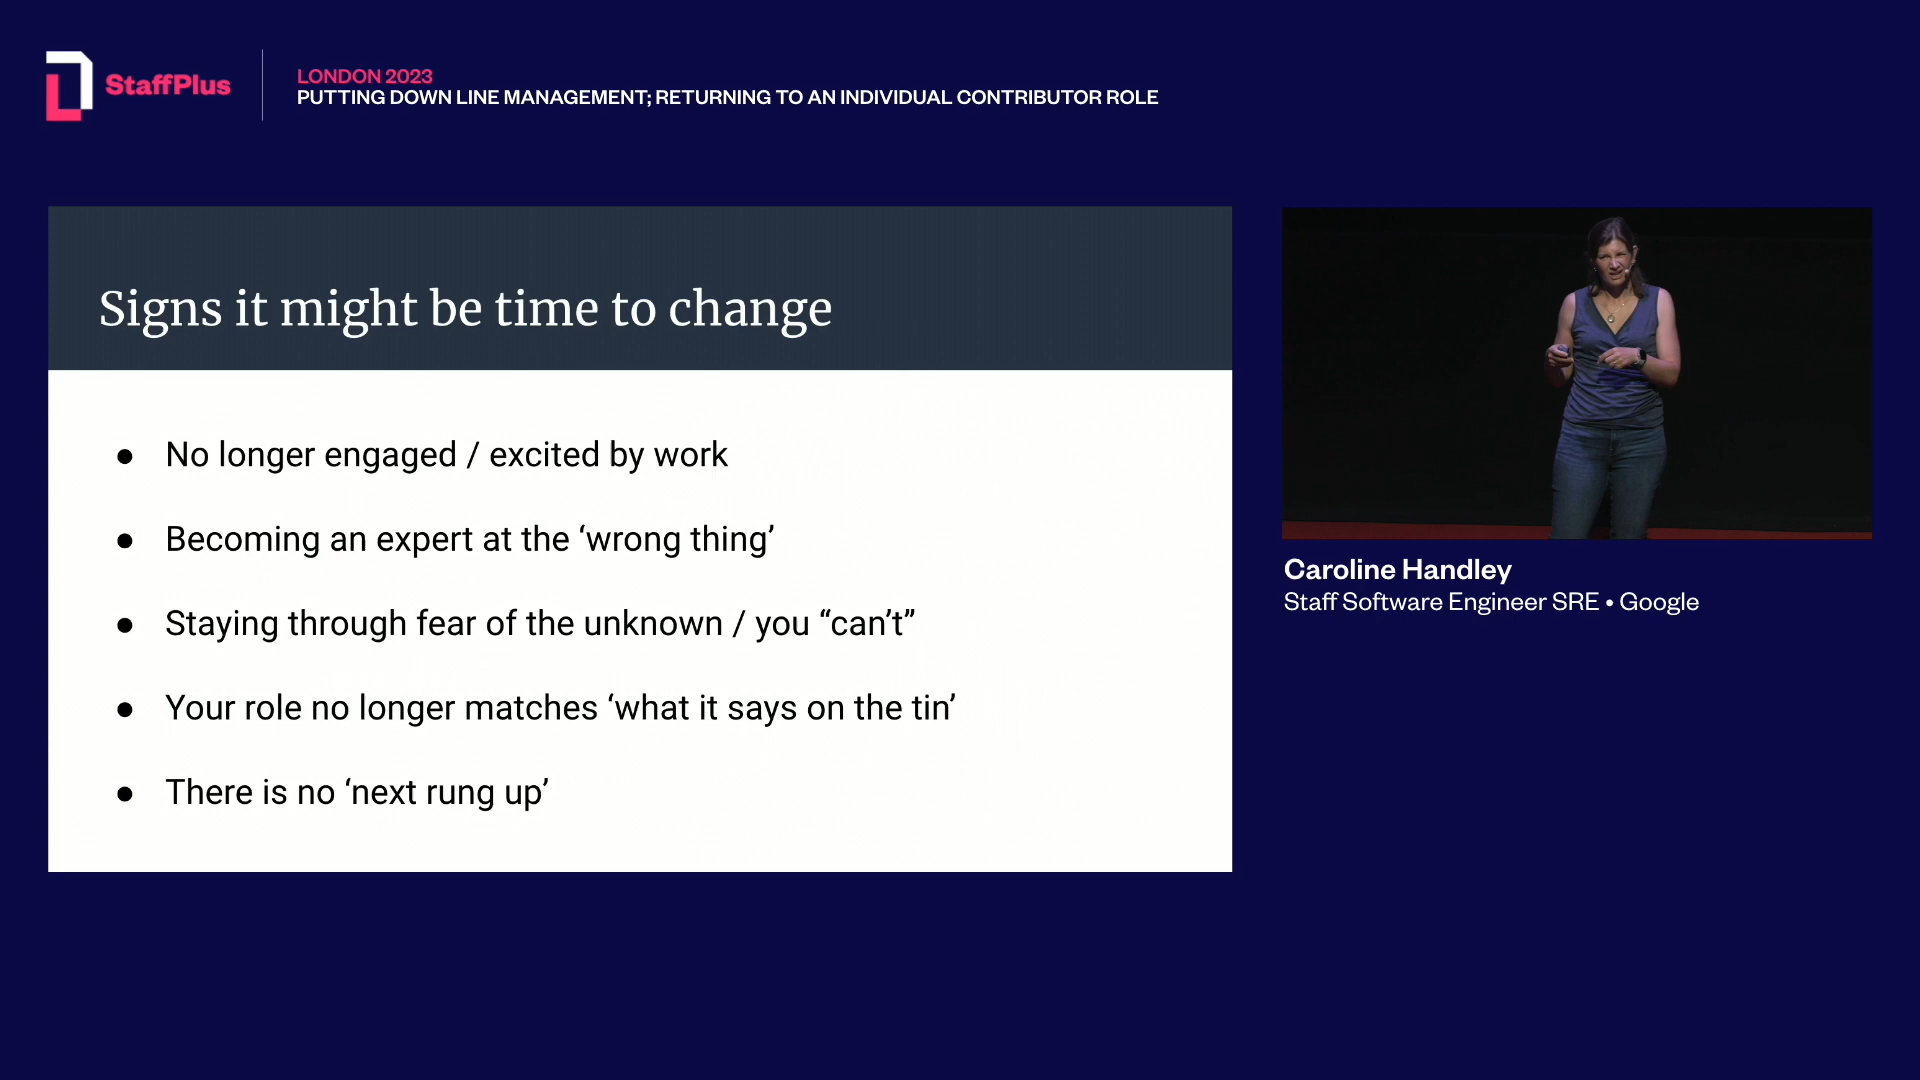 StaffPlus
LONDON 2023
PUTTING DOWN LINE MANAGEMENT; RETURNING TO AN INDIVIDUAL CONTRIBUTOR ROLE
Signs it might be time to change
● No longer engaged / excited by work
● Becoming an expert at the ‘wrong thing’
● Staying through fear of the unknown / you “can’t”
● Your role no longer matches ‘what it says on the tin’
● There is no ‘next rung up’
Caroline Handley
Staff Software Engineer SRE • Google